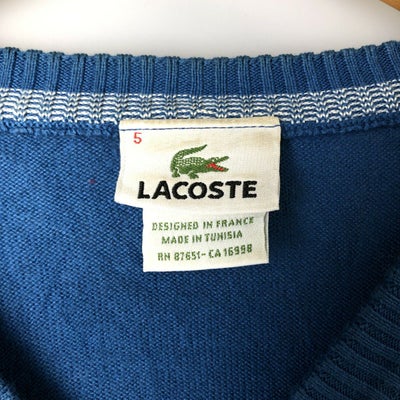 5
LACOSTE
DESIGNED IN FRANCE
MADE IN TUNISIA
RN 87651-CA 16998